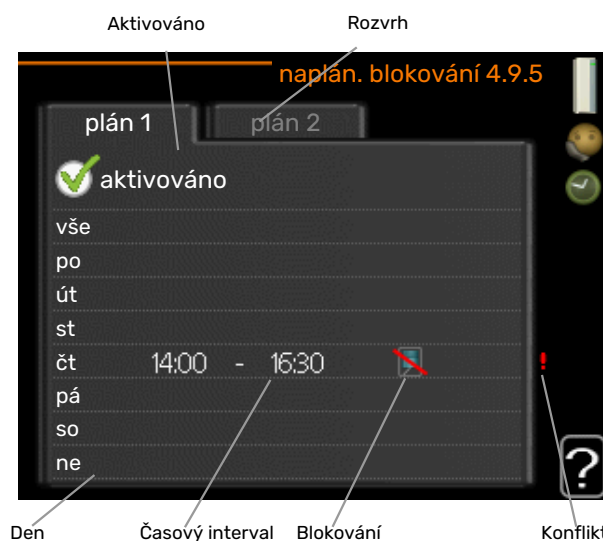 Aktivováno Rozvrh
naplán. blokování 4.9.5
plán 1 plán 2
aktivováno
vše
po
út
st
čt 14:00 - 16:30 !
pá
so
ne
?
Den Časový interval Blokování Konflikt